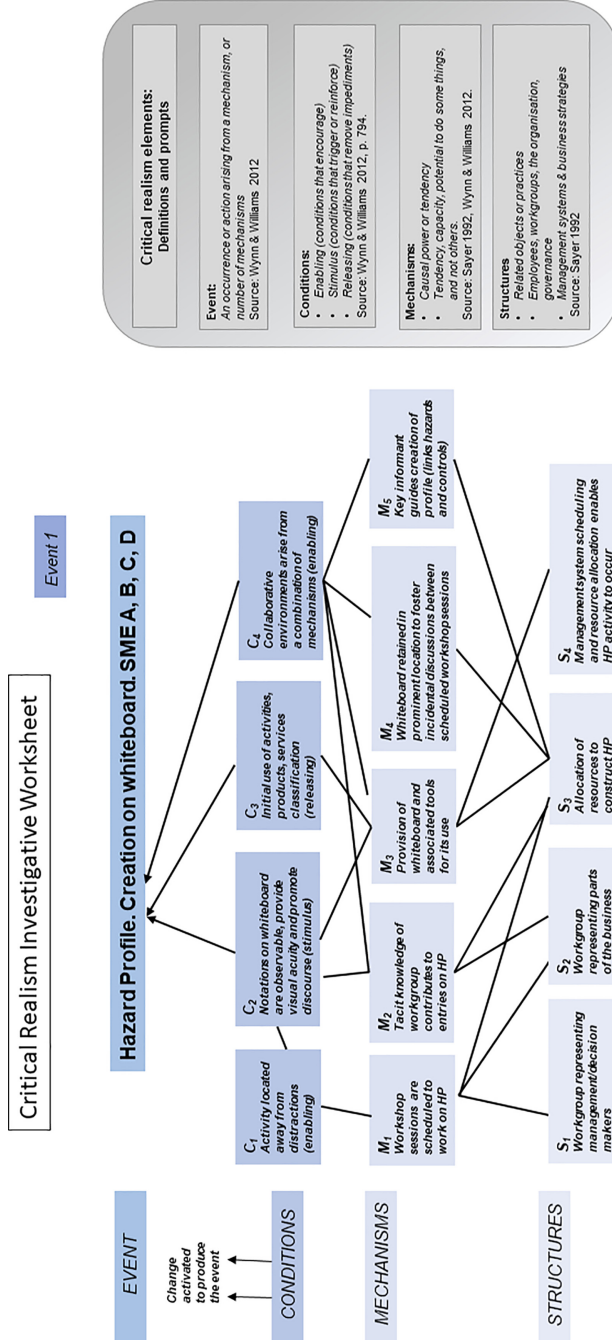 Critical Realism Investigative Worksheet
Event 1
EVENT
Hazard Profile. Creation on whiteboard. SME A, B, C, D
Change
activated
to produce
the event
CONDITIONS
C1
Activity located
away from
distractions
(enabling)
C2
Notations on whiteboard
are observable, provide
visual acuity and promote
discourse (stimulus)
C3
Initial use of activities,
products, services
classification
(releasing)
C4
Collaborative
environments arise from
a combination of
mechanisms (enabling)
MECHANISMS
M1
Workshop
sessions are
scheduled to
work on HP
M2
Tacit knowledge of
workgroup
contributes to
entries on HP
M3
Provision of
whiteboard and
associated tools
for its use
M4
Whiteboard retained in
prominent location to foster
incidental discussions between
scheduled workshop sessions
M5
Key informant
guides creation of
profile (links hazards
and controls)
STRUCTURES
S1
Workgroup representing
management/decision
makers
S2
Workgroup
representing parts
of the business
S3
Allocation of
resources to
construct HP
S4
Management system scheduling
and resource allocation enables
HP activity to occur
Critical realism elements:
Definitions and prompts
Event:
An occurrence or action arising from a mechanism, or
number of mechanisms
Source: Wynn & Williams 2012
Conditions:
• Enabling (conditions that encourage)
• Stimulus (conditions that trigger or reinforce)
• Releasing (conditions that remove impediments)
Source: Wynn & Williams 2012, p. 794.
Mechanisms:
• Causal power or tendency
• Tendency, capacity, potential to do some things,
and not others.
Source: Sayer 1992, Wynn & Williams 2012.
Structures
• Related objects or practices
• Employees, workgroups, the organisation,
governance
• Management systems & business strategies
Source: Sayer 1992